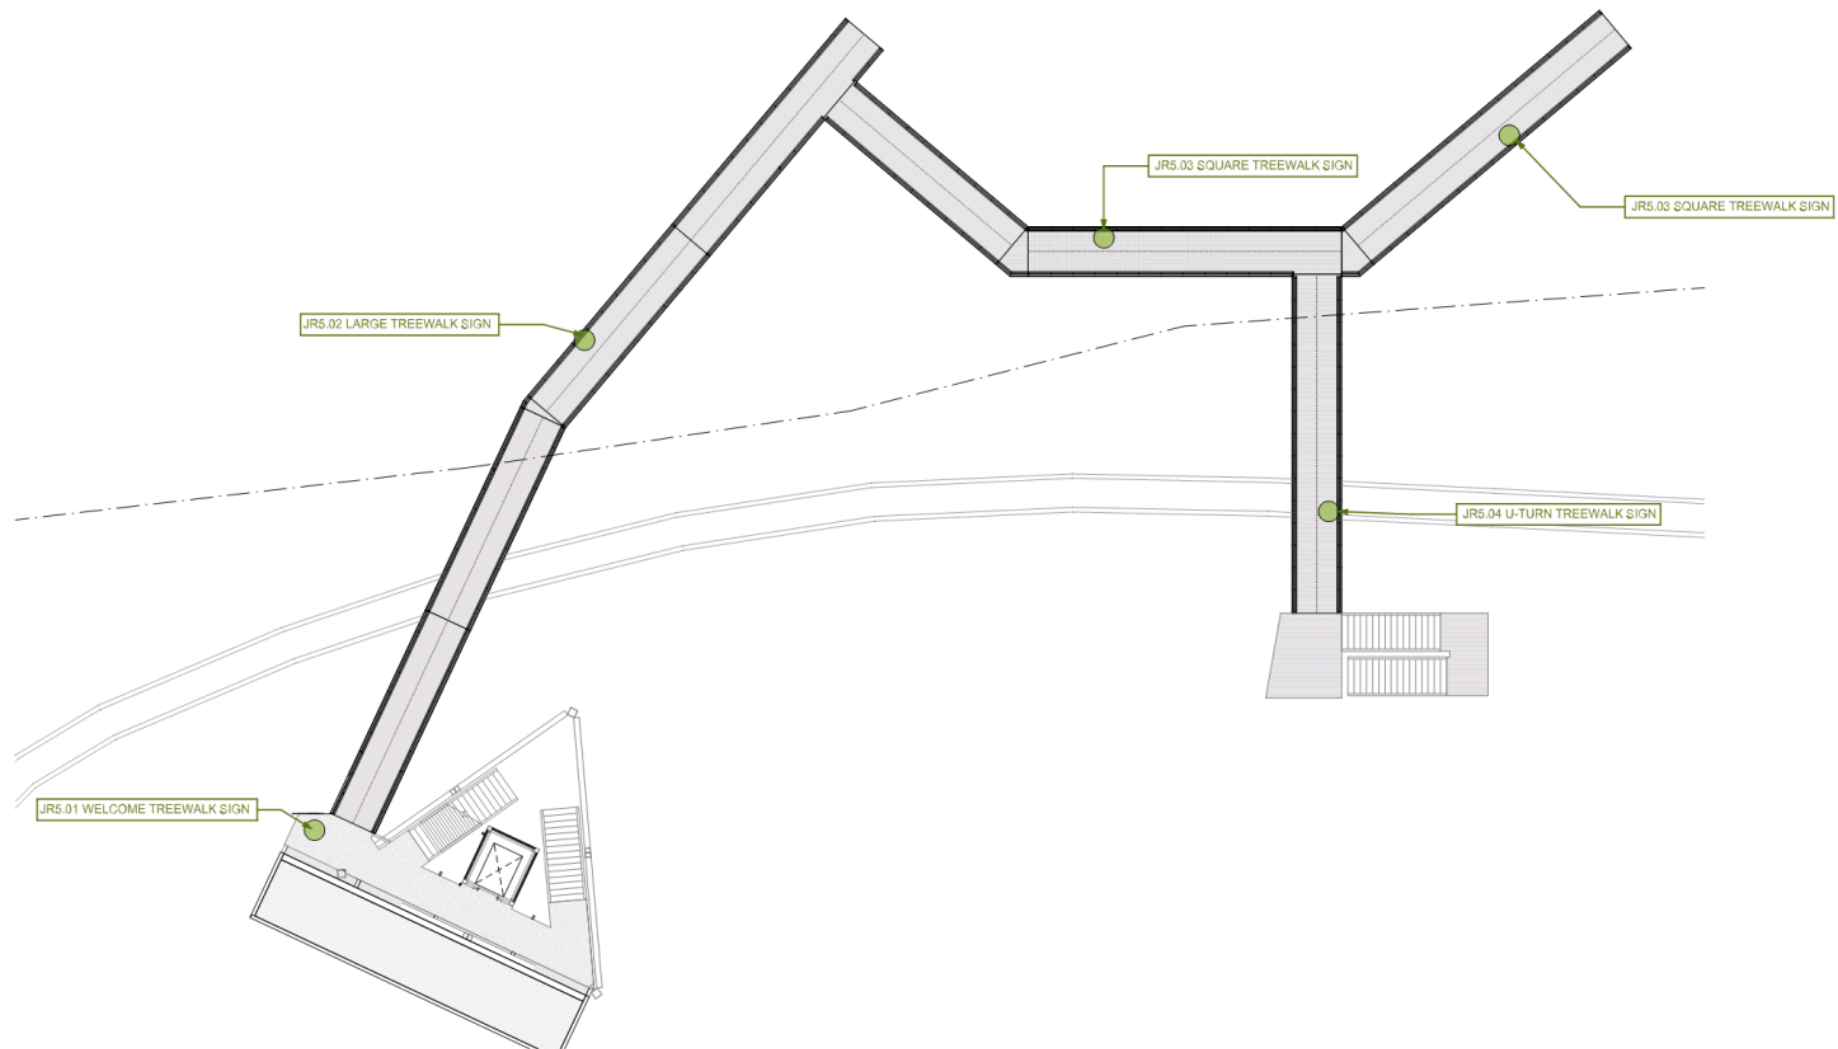 JR5.03 SQUARE TREEWALK SIGN
JR5.03 SQUARE TREEWALK SIGN
JR5.02 LARGE TREEWALK SIGN
JR5.04 U-TURN TREEWALK SIGN
JR5.01 WELCOME TREEWALK SIGN